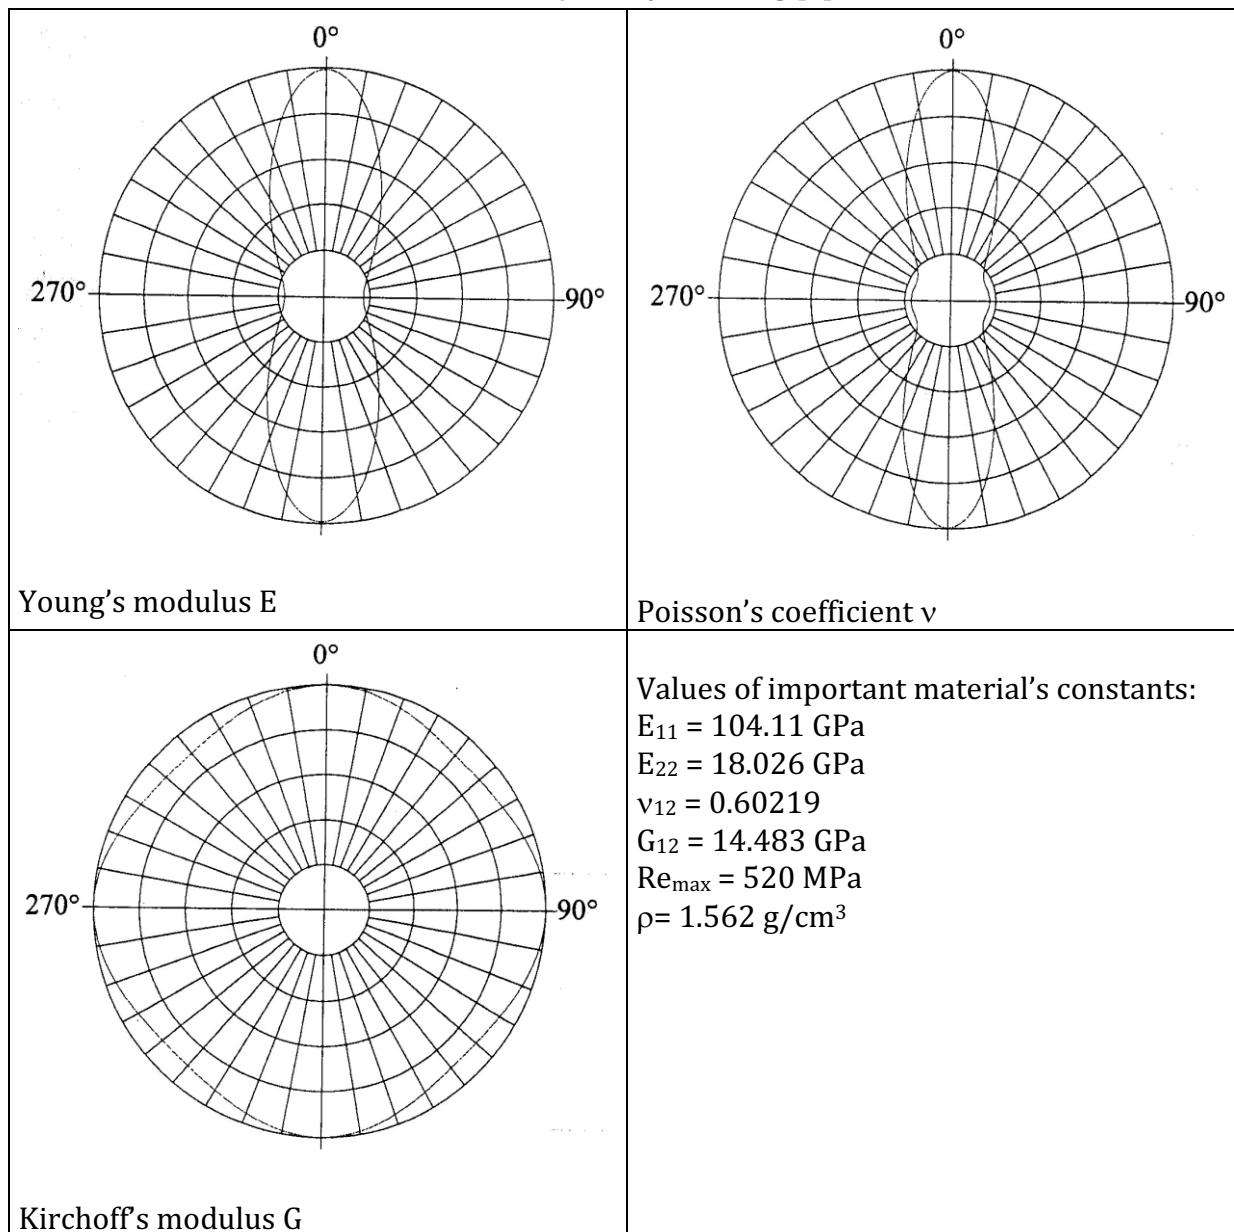 0°
270°
90°
Young's modulus E
0°
270°
90°
Poisson's coefficient ν
0°
270°
90°
Kirchoff's modulus G
Values of important material's constants:
E₁₁ = 104.11 GPa
E₂₂ = 18.026 GPa
ν₁₂ = 0.60219
G₁₂ = 14.483 GPa
Reₘₐₓ = 520 MPa
ρ= 1.562 g/cm³